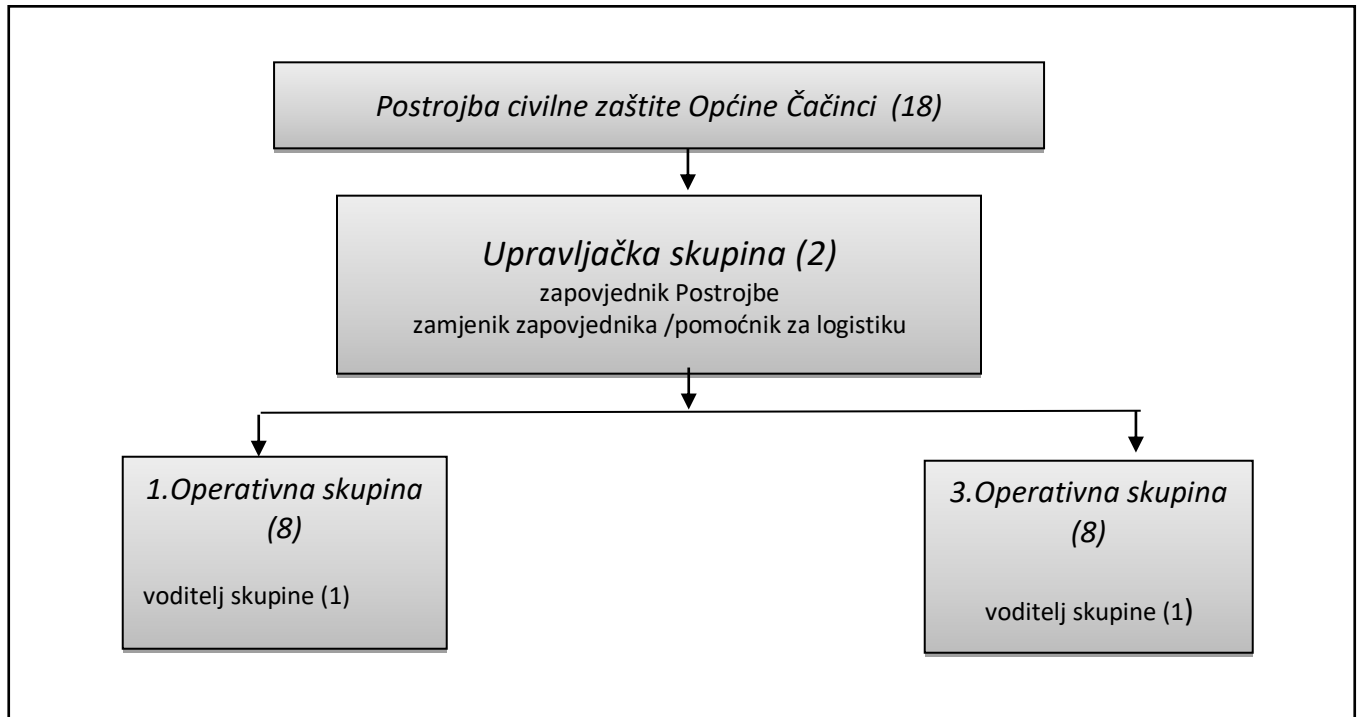 Postrojba civilne zaštite Općine Čačinci (18)
Upravljačka skupina (2)
zapovjednik Postrojbe
zamjenik zapovjednika /pomoćnik za logistiku
1.Operativna skupina
(8)
voditelj skupine (1)
3.Operativna skupina
(8)
voditelj skupine (1)